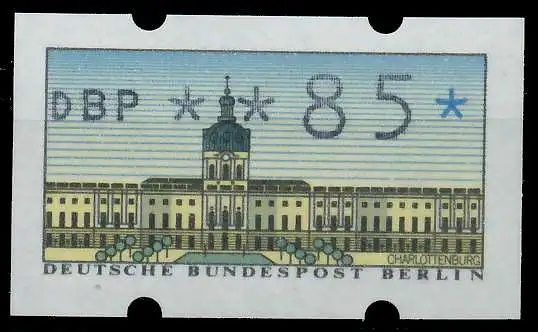 DBP ** 85*
CHARLOTTENBURG
DEUTSCHE BUNDESPOST BERLIN